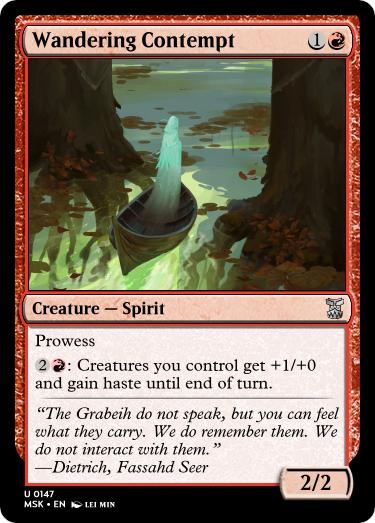 Wandering Contempt 1
Creature — Spirit
Prowess
2 : Creatures you control get +1/+0
and gain haste until end of turn.
“The Grabeih do not speak, but you can feel
what they carry. We do remember them. We
do not interact with them.”
—Dietrich, Fassahd Seer
2/2
U 0147
MSK • EN LEI MIN